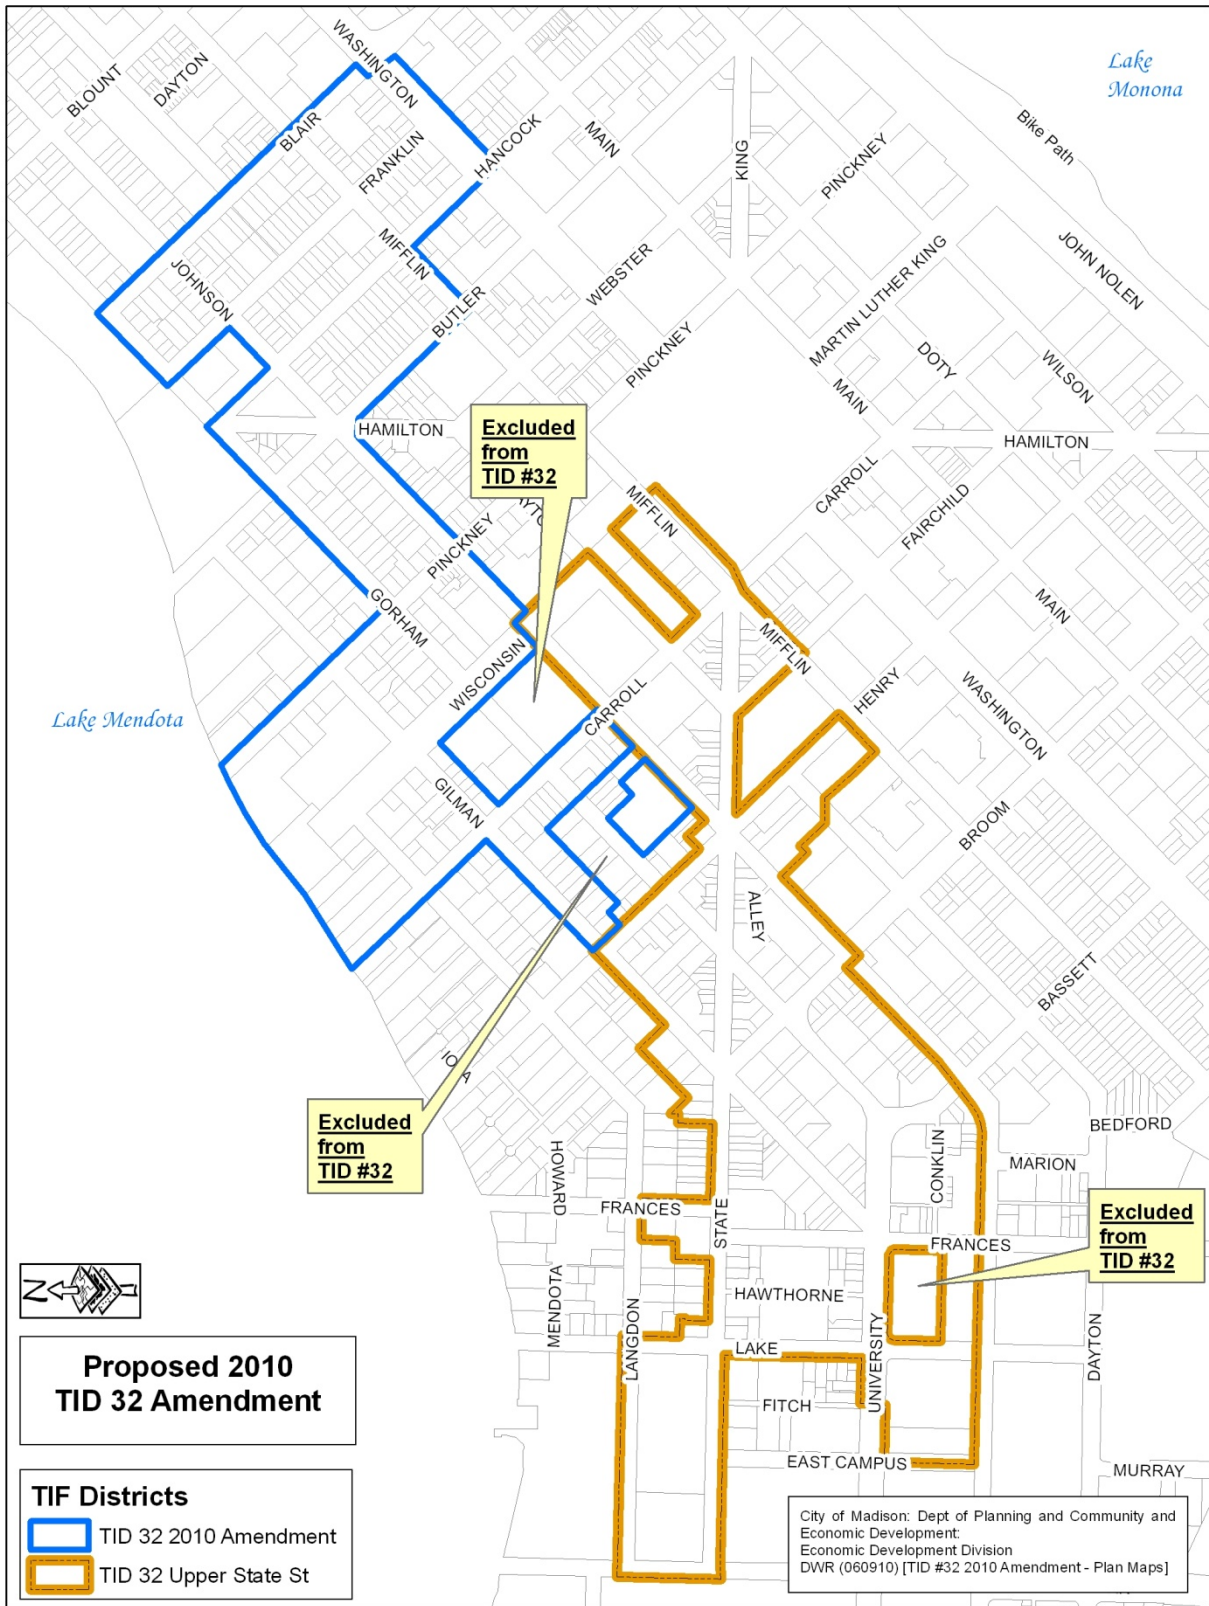 Lake
Monona
Bike Path
WASHINGTON
BLOUNT
DAYTON
BLAIR
FRANKLIN
HANCOCK
MAIN
KING
PINCKNEY
JOHN NOLEN
MIFFLIN
JOHNSON
WEBSTER
MARTIN LUTHER KING
BUTLER
PINCKNEY
DOTY
WILSON
MAIN
HAMILTON
HAMILTON
Excluded
from
TID #32
CARROLL
FAIRCHILD
MIFFLIN
PINCKNEY
GORHAM
MAIN
MIFFLIN
WISCONSIN
CARROLL
HENRY
WASHINGTON
Lake Mendota
GILMAN
BROOM
ALLEY
BASSETT
IOWA
Excluded
from
TID #32
HOWARD
BEDFORD
CONKLIN
MARION
FRANCES
STATE
FRANCES
Excluded
from
TID #32
N
MENDOTA
LANGDON
HAWTHORNE
UNIVERSITY
LAKE
DAYTON
FITCH
EAST CAMPUS
MURRAY
Proposed 2010
TID 32 Amendment
TIF Districts
TID 32 2010 Amendment
TID 32 Upper State St
City of Madison: Dept of Planning and Community and
Economic Development:
Economic Development Division
DWR (060910) [TID #32 2010 Amendment - Plan Maps]